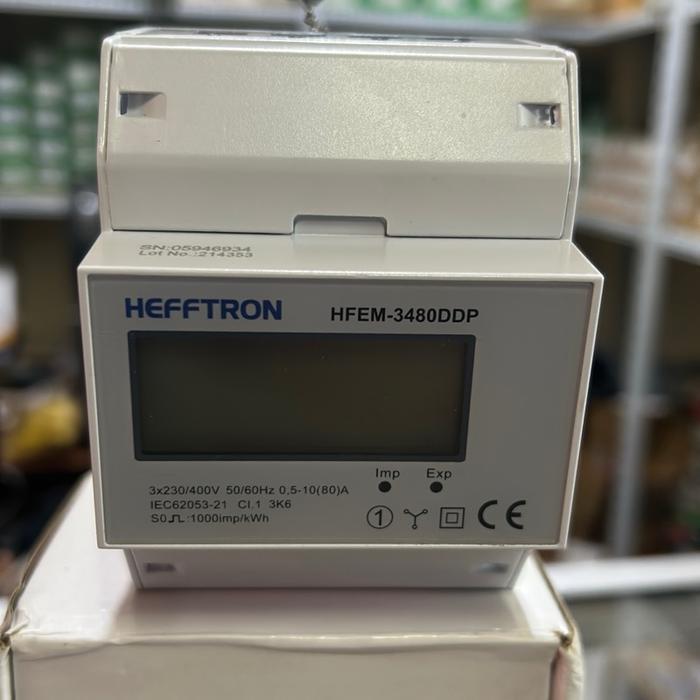 SN:05946934
Lot No.:214353
HEFFTRON HFEM-3480DDP
Imp Exp
3x230/400V 50/60Hz 0,5-10(80)A
IEC62053-21 Cl.1 3K6
S0⎍:1000imp/kWh
1 CE